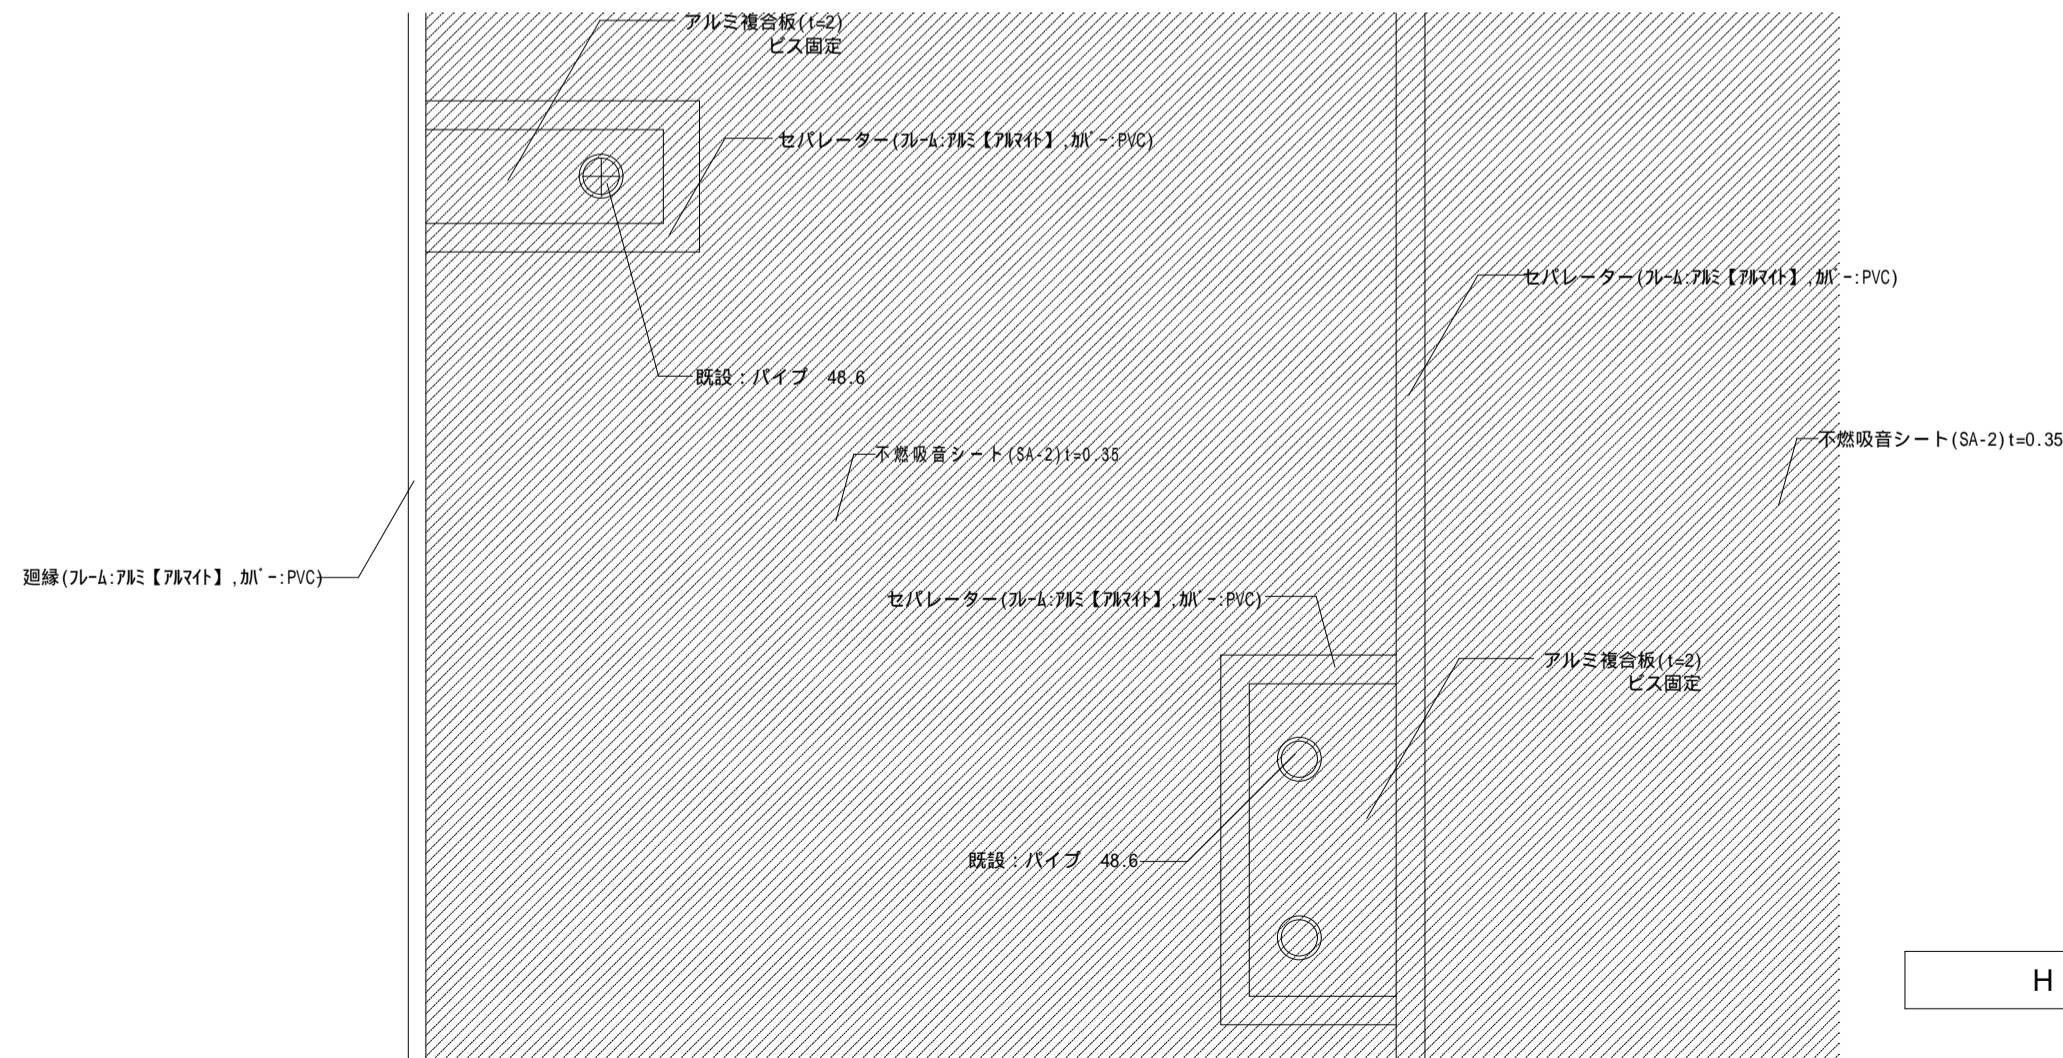 アルミ複合板(t=2)
ビス固定
セパレーター(ﾌﾚｰﾑ:ｱﾙﾐ【ｱﾙﾏｲﾄ】,ｶﾊﾞｰ:PVC)
セパレーター(ﾌﾚｰﾑ:ｱﾙﾐ【ｱﾙﾏｲﾄ】,ｶﾊﾞｰ:PVC)
既設:パイプ　48.6
不燃吸音シート(SA-2)t=0.35
不燃吸音シート(SA-2)t=0.35
廻縁(ﾌﾚｰﾑ:ｱﾙﾐ【ｱﾙﾏｲﾄ】,ｶﾊﾞｰ:PVC)
セパレーター(ﾌﾚｰﾑ:ｱﾙﾐ【ｱﾙﾏｲﾄ】,ｶﾊﾞｰ:PVC)
アルミ複合板(t=2)
ビス固定
既設:パイプ　48.6
H